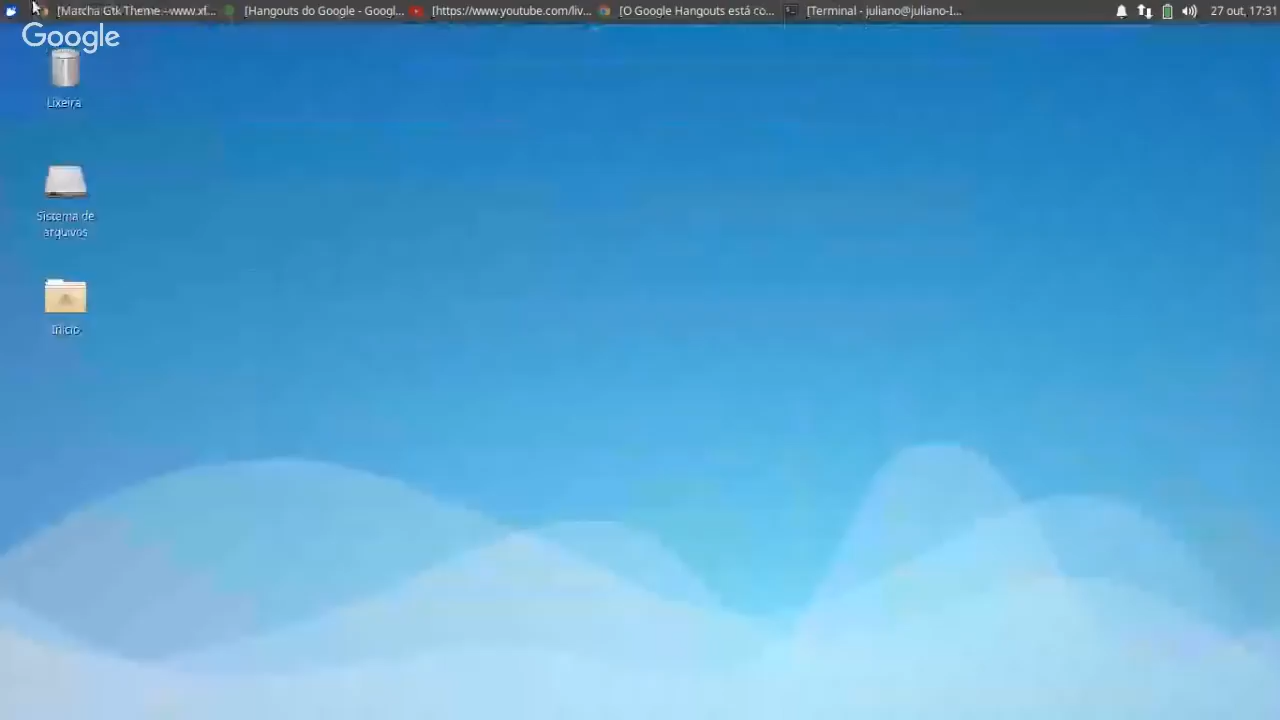 [Matcha Gtk Theme - www.xf... [Hangouts do Google - Googl... [https://www.youtube.com/liv... [O Google Hangouts está co... [Terminal - juliano@juliano-I... 27 out, 17:31
Google
Lixeira
Sistema de
arquivos
Início